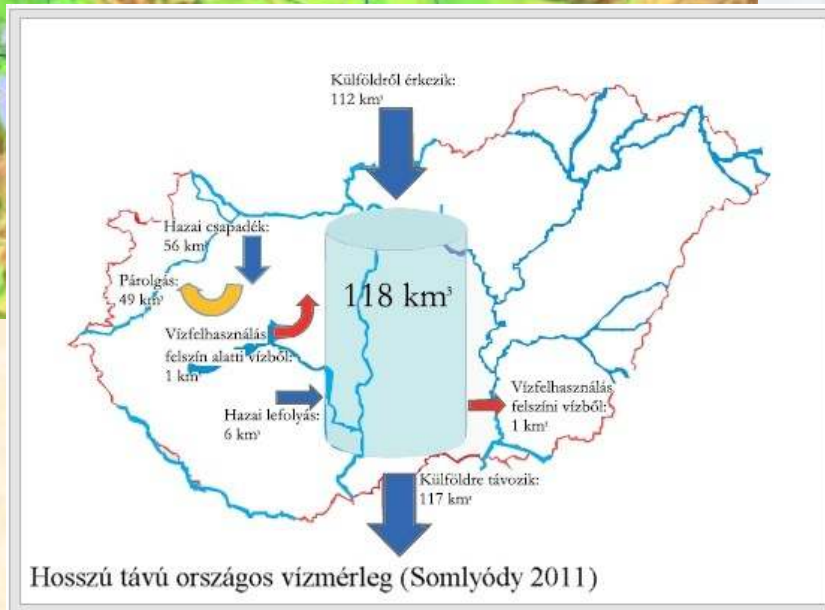 Külföldről érkezik:
112 km³
Hazai csapadék:
56 km³
Párolgás:
49 km³
118 km³
Vízfelhasználás
felszín alatti vízből:
1 km³
Hazai lefolyás:
6 km³
Vízfelhasználás
felszíni vízből:
1 km³
Külföldre távozik:
117 km³
Hosszú távú országos vízmérleg (Somlyódy 2011)